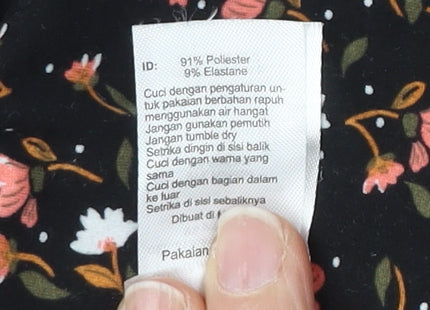 ID: 91% Poliester
9% Elastane
Cuci dengan pengaturan un-
tuk pakaian berbahan rapuh
menggunakan air hangat
Jangan gunakan pemutih
Jangan tumble dry
Setrika dingin di sisi balik
Cuci dengan warna yang
sama
Cuci dengan bagian dalam
ke luar
Setrika di sisi sebaliknya
Dibuat di
Pakaian